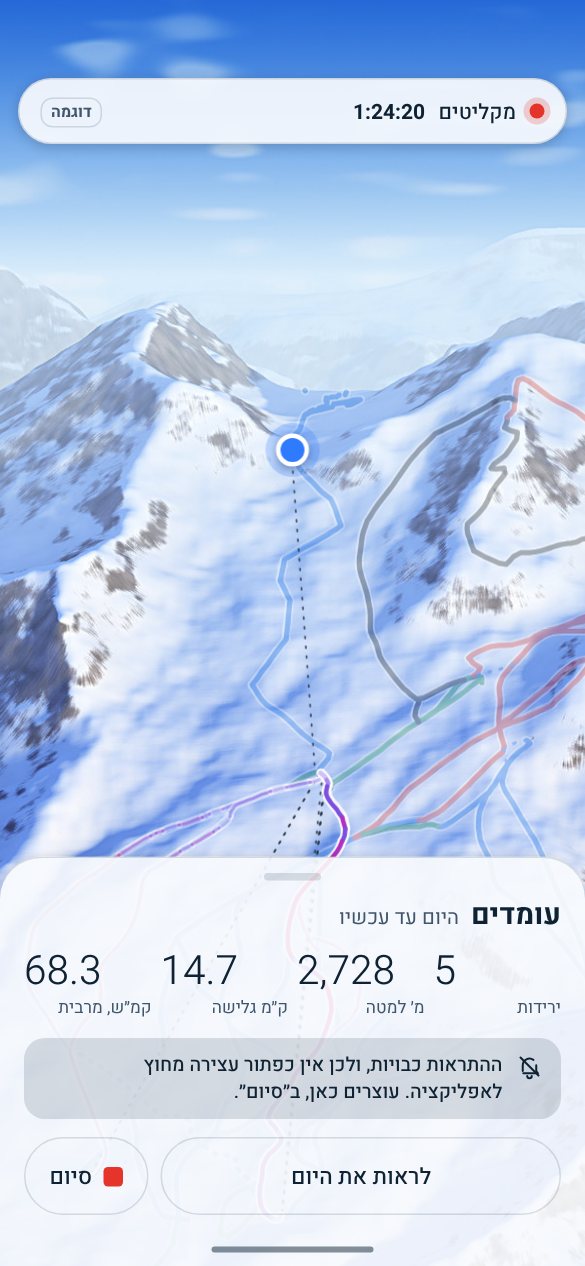 מקליטים 1:24:20 דוגמה
עומדים היום עד עכשיו
5 2,728 14.7 68.3
ירידות מ׳ למטה ק״מ גלישה קמ״ש, מרבית
ההתראות כבויות, ולכן אין כפתור עצירה מחוץ
לאפליקציה. עוצרים כאן, ב״סיום״.
לראות את היום סיום